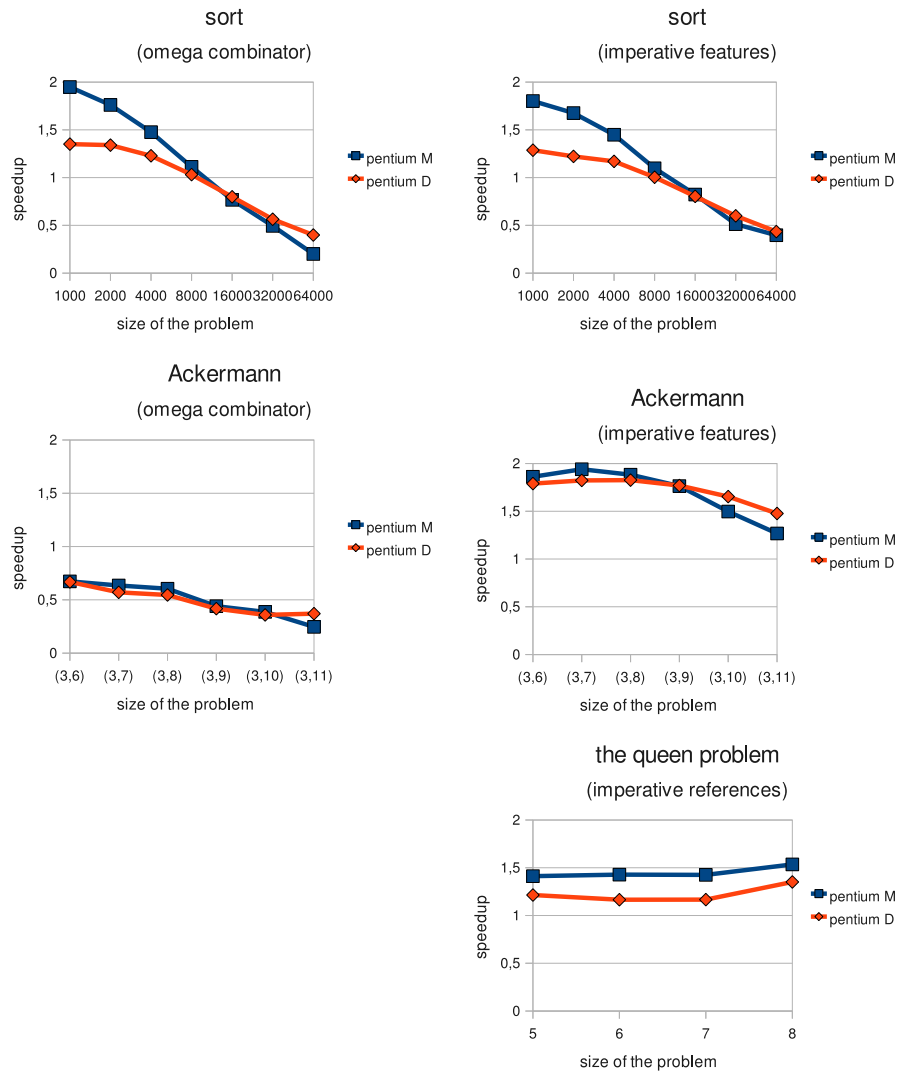 sort
(omega combinator)
2
1,5
1
0,5
0
speedup
pentium M
pentium D
1000 2000 4000 8000 16000 32000 64000
size of the problem
sort
(imperative features)
2
1,5
1
0,5
0
speedup
pentium M
pentium D
1000 2000 4000 8000 16000 32000 64000
size of the problem
Ackermann
(omega combinator)
2
1,5
1
0,5
0
speedup
pentium M
pentium D
(3,6) (3,7) (3,8) (3,9) (3,10) (3,11)
size of the problem
Ackermann
(imperative features)
2
1,5
1
0,5
0
speedup
pentium M
pentium D
(3,6) (3,7) (3,8) (3,9) (3,10) (3,11)
size of the problem
the queen problem
(imperative references)
2
1,5
1
0,5
0
speedup
pentium M
pentium D
5 6 7 8
size of the problem